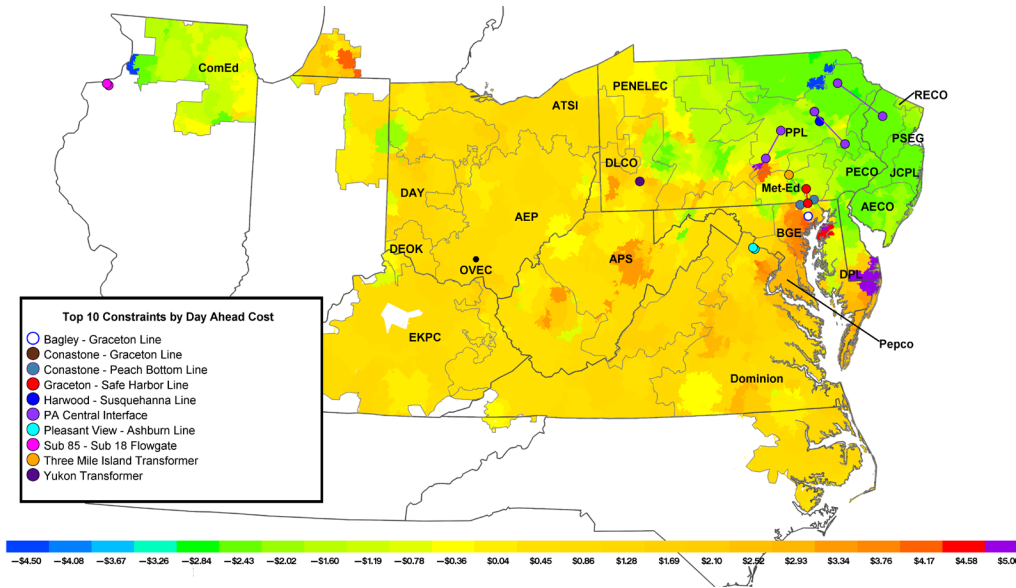 ComEd
PENELEC
ATSI
RECO
PPL
PSEG
DLCO
PECO
JCPL
Met-Ed
DAY
AECO
AEP
BGE
DEOK
APS
DPL
OVEC
Pepco
EKPC
Dominion
Top 10 Constraints by Day Ahead Cost
Bagley - Graceton Line
Conastone - Graceton Line
Conastone - Peach Bottom Line
Graceton - Safe Harbor Line
Harwood - Susquehanna Line
PA Central Interface
Pleasant View - Ashburn Line
Sub 85 - Sub 18 Flowgate
Three Mile Island Transformer
Yukon Transformer
−$4.50 −$4.08 −$3.67 −$3.26 −$2.84 −$2.43 −$2.02 −$1.60 −$1.19 −$0.78 −$0.36 $0.04 $0.45 $0.86 $128 $1.69 $2.10 $2.52 $2.93 $3.34 $3.76 $4.17 $4.58 $5.00